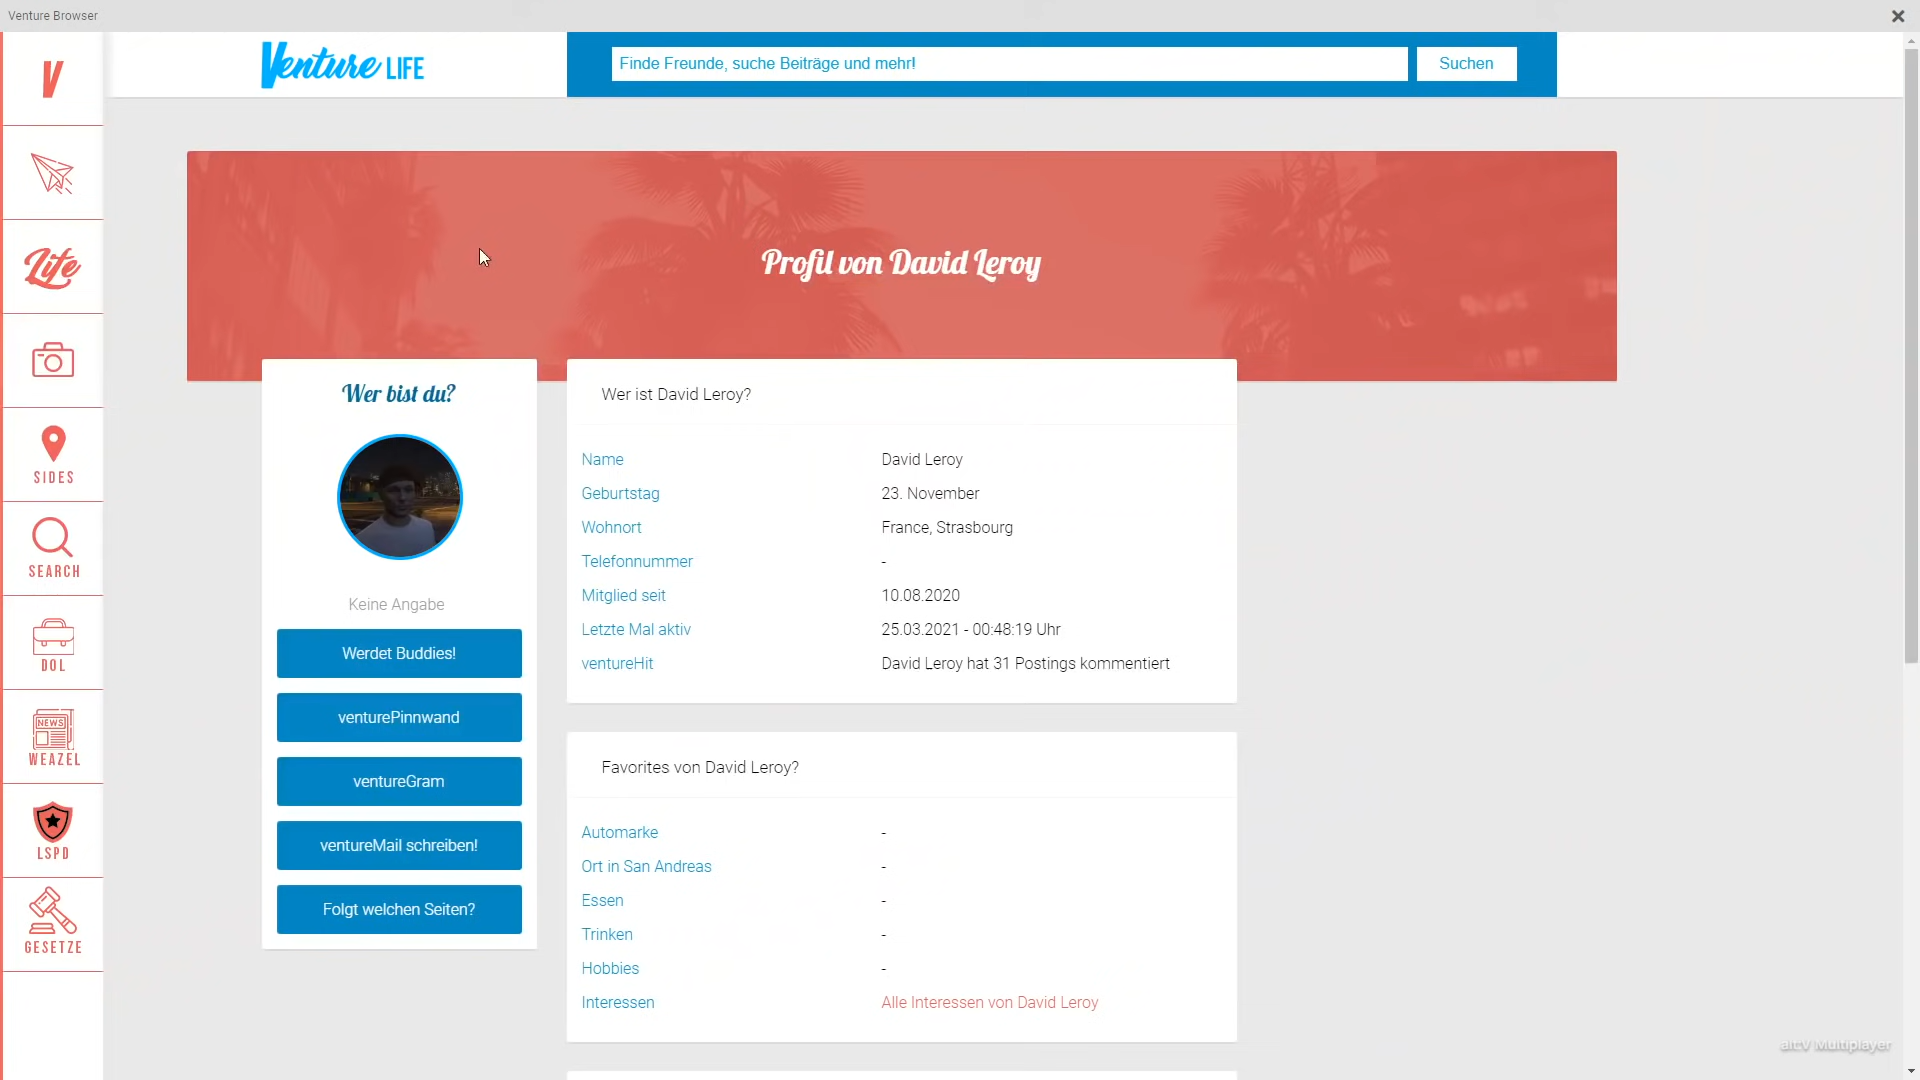 Venture Browser
Venture LIFE
Finde Freunde, suche Beiträge und mehr!
Suchen
V
Life
SIDES
SEARCH
DOL
NEWS
WEAZEL
LSPD
GESETZE
Profil von David Leroy
Wer bist du?
Keine Angabe
Werdet Buddies!
venturePinnwand
ventureGram
ventureMail schreiben!
Folgt welchen Seiten?
Wer ist David Leroy?
Name David Leroy
Geburtstag 23. November
Wohnort France, Strasbourg
Telefonnummer -
Mitglied seit 10.08.2020
Letzte Mal aktiv 25.03.2021 - 00:48:19 Uhr
ventureHit David Leroy hat 31 Postings kommentiert
Favorites von David Leroy?
Automarke -
Ort in San Andreas -
Essen -
Trinken -
Hobbies -
Interessen Alle Interessen von David Leroy
alt:V Multiplayer